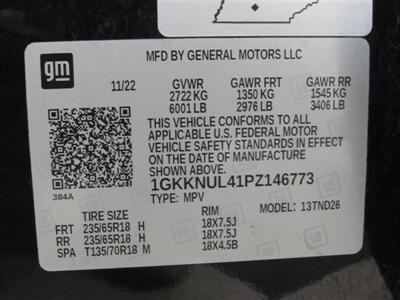 gm
MFD BY GENERAL MOTORS LLC
11/22 GVWR GAWR FRT GAWR RR
2722 KG 1350 KG 1545 KG
6001 LB 2976 LB 3406 LB
THIS VEHICLE CONFORMS TO ALL
APPLICABLE U.S. FEDERAL MOTOR
VEHICLE SAFETY STANDARDS IN EFFECT
ON THE DATE OF MANUFACTURE
SHOWN ABOVE.
1GKKNUL41PZ146773
384A
TYPE: MPV
MODEL: 13TND26
TIRE SIZE RIM
FRT 235/65R18 H 18X7.5J
RR 235/65R18 H 18X7.5J
SPA T135/70R18 M 18X4.5B